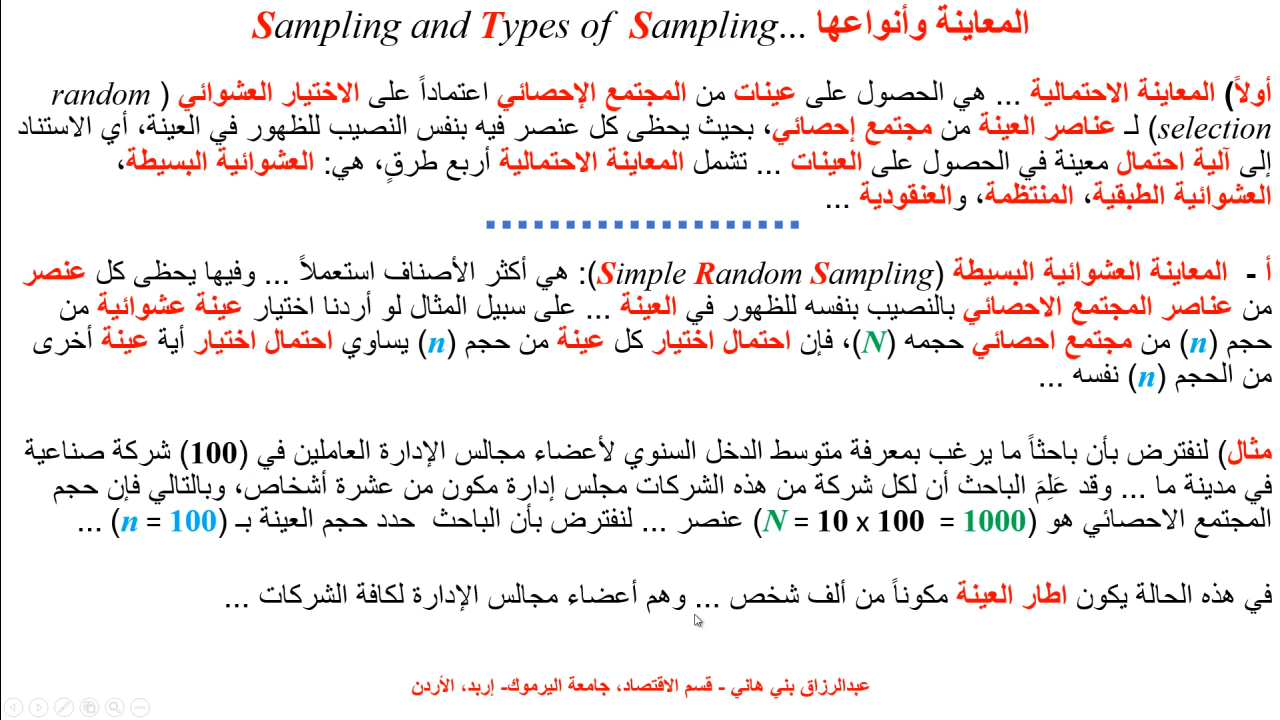 المعاينة وأنواعها ...Sampling and Types of Sampling
أولاً) المعاينة الاحتمالية ... هي الحصول على عينات من المجتمع الإحصائي اعتماداً على الاختيار العشوائي (random
selection) لـ عناصر العينة من مجتمع إحصائي، بحيث يحظى كل عنصر فيه بنفس النصيب للظهور في العينة، أي الاستناد
إلى آلية احتمال معينة في الحصول على العينات ... تشمل المعاينة الاحتمالية أربع طرقٍ، هي: العشوائية البسيطة،
العشوائية الطبقية، المنتظمة، والعنقودية ...
أ - المعاينة العشوائية البسيطة (Simple Random Sampling): هي أكثر الأصناف استعملاً ... وفيها يحظى كل عنصر
من عناصر المجتمع الاحصائي بالنصيب بنفسه للظهور في العينة ... على سبيل المثال لو أردنا اختيار عينة عشوائية من
حجم (n) من مجتمع احصائي حجمه (N)، فإن احتمال اختيار كل عينة من حجم (n) يساوي احتمال اختيار أية عينة أخرى
من الحجم (n) نفسه ...
مثال) لنفترض بأن باحثاً ما يرغب بمعرفة متوسط الدخل السنوي لأعضاء مجالس الإدارة العاملين في (100) شركة صناعية
في مدينة ما ... وقد عَلِمَ الباحث أن لكل شركة من هذه الشركات مجلس إدارة مكون من عشرة أشخاص، وبالتالي فإن حجم
المجتمع الاحصائي هو (N = 10 x 100 = 1000) عنصر ... لنفترض بأن الباحث حدد حجم العينة بـ (n = 100) ...
في هذه الحالة يكون اطار العينة مكوناً من ألف شخص ... وهم أعضاء مجالس الإدارة لكافة الشركات ...
عبدالرزاق بني هاني - قسم الاقتصاد، جامعة اليرموك- إربد، الأردن